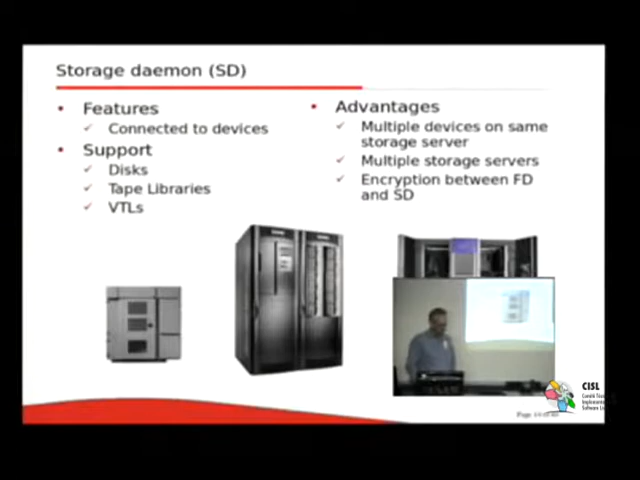 Storage daemon (SD)
Features
Connected to devices
Support
Disks
Tape Libraries
VTLs
Advantages
Multiple devices on same
storage server
Multiple storage servers
Encryption between FD
and SD
CISL
Page